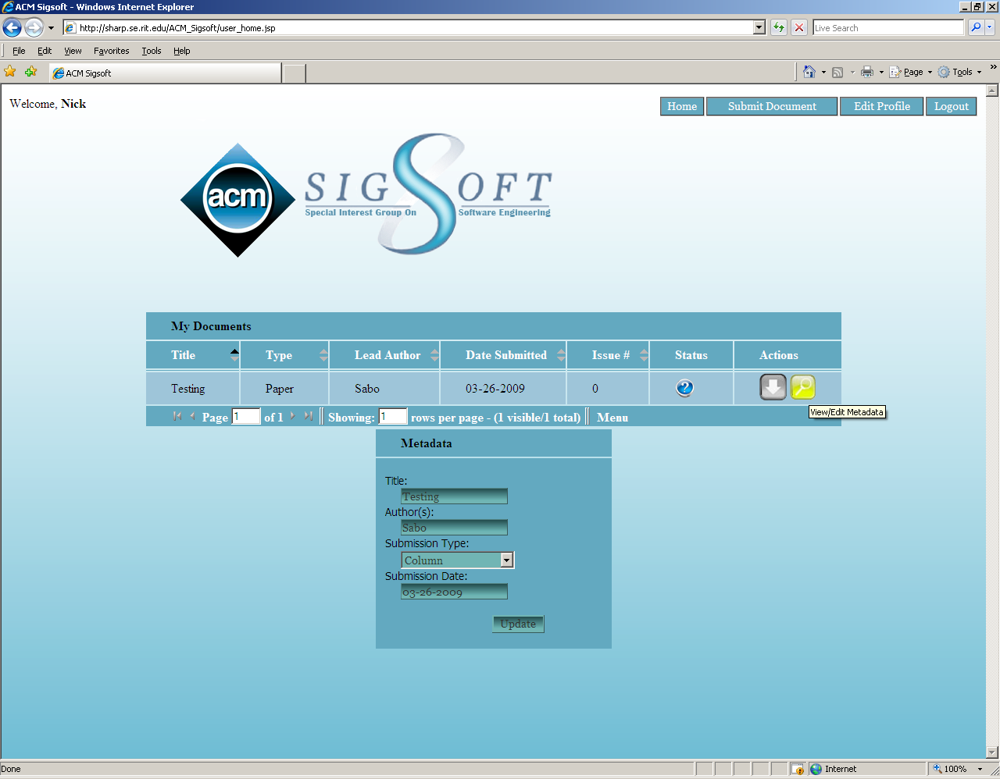 ACM Sigsoft - Windows Internet Explorer
http://sharp.se.rit.edu/ACM_Sigsoft/user_home.jsp
Live Search
File Edit View Favorites Tools Help
ACM Sigsoft
Page Tools
Welcome, Nick
Home Submit Document Edit Profile Logout
acm
SIGSOFT
Special Interest Group On Software Engineering
My Documents
Title Type Lead Author Date Submitted Issue # Status Actions
Testing Paper Sabo 03-26-2009 0
View/Edit Metadata
Page 1 of 1 Showing: 1 rows per page - (1 visible/1 total) Menu
Metadata
Title:
Testing
Author(s):
Sabo
Submission Type:
Column
Submission Date:
03-26-2009
Update
Done
Internet
100%